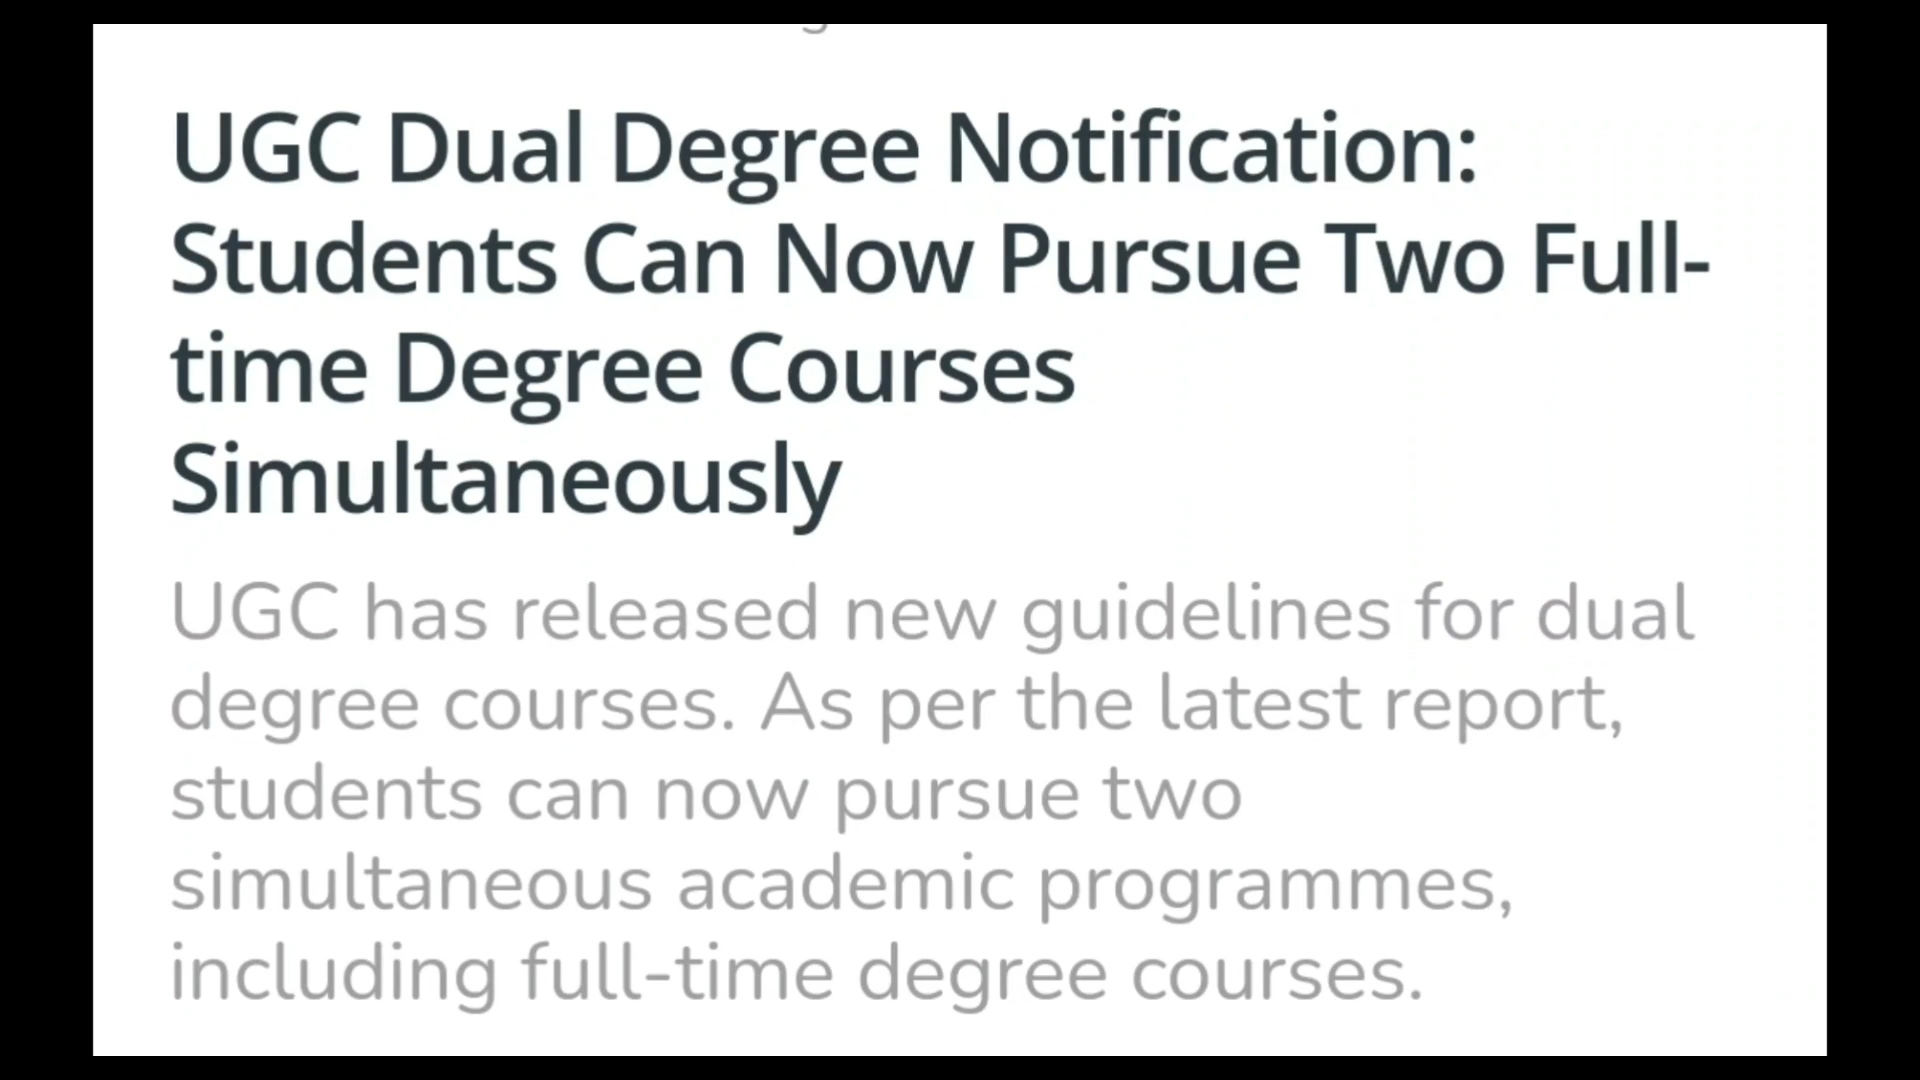 UGC Dual Degree Notification:
Students Can Now Pursue Two Full-
time Degree Courses
Simultaneously
UGC has released new guidelines for dual
degree courses. As per the latest report,
students can now pursue two
simultaneous academic programmes,
including full-time degree courses.